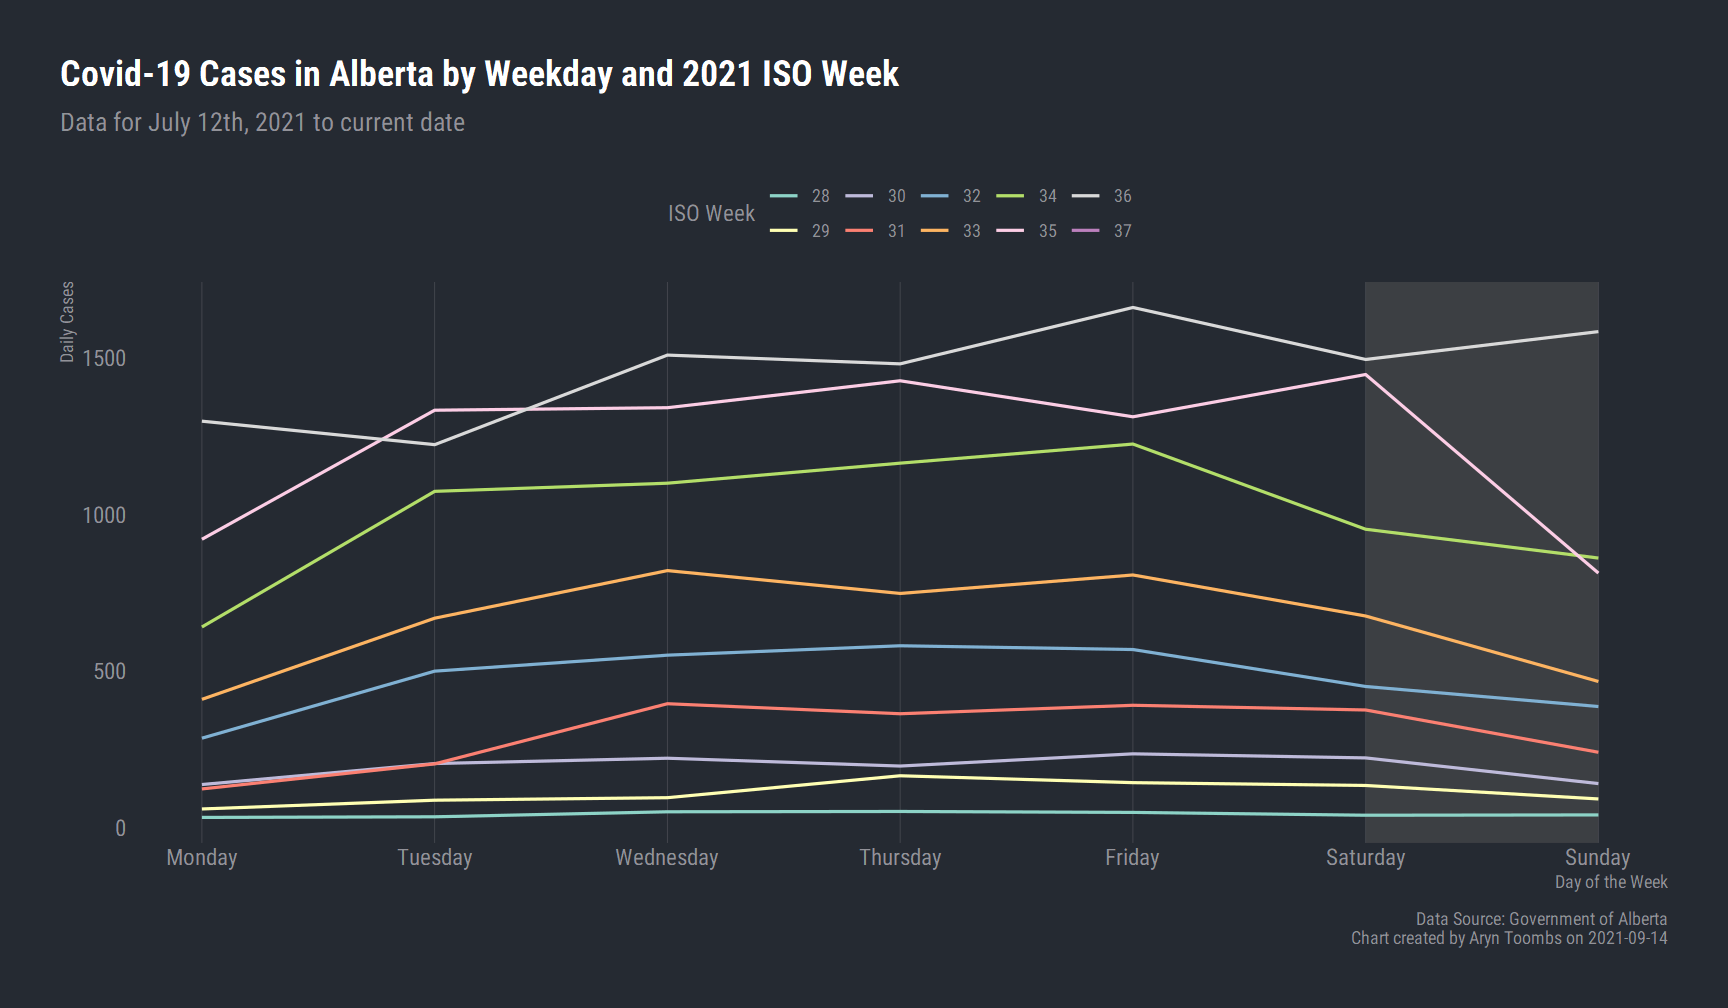 Covid-19 Cases in Alberta by Weekday and 2021 ISO Week
Data for July 12th, 2021 to current date
ISO Week
28 30 32 34 36
29 31 33 35 37
Daily Cases
1500
1000
500
0
Monday Tuesday Wednesday Thursday Friday Saturday Sunday
Day of the Week
Data Source: Government of Alberta
Chart created by Aryn Toombs on 2021-09-14